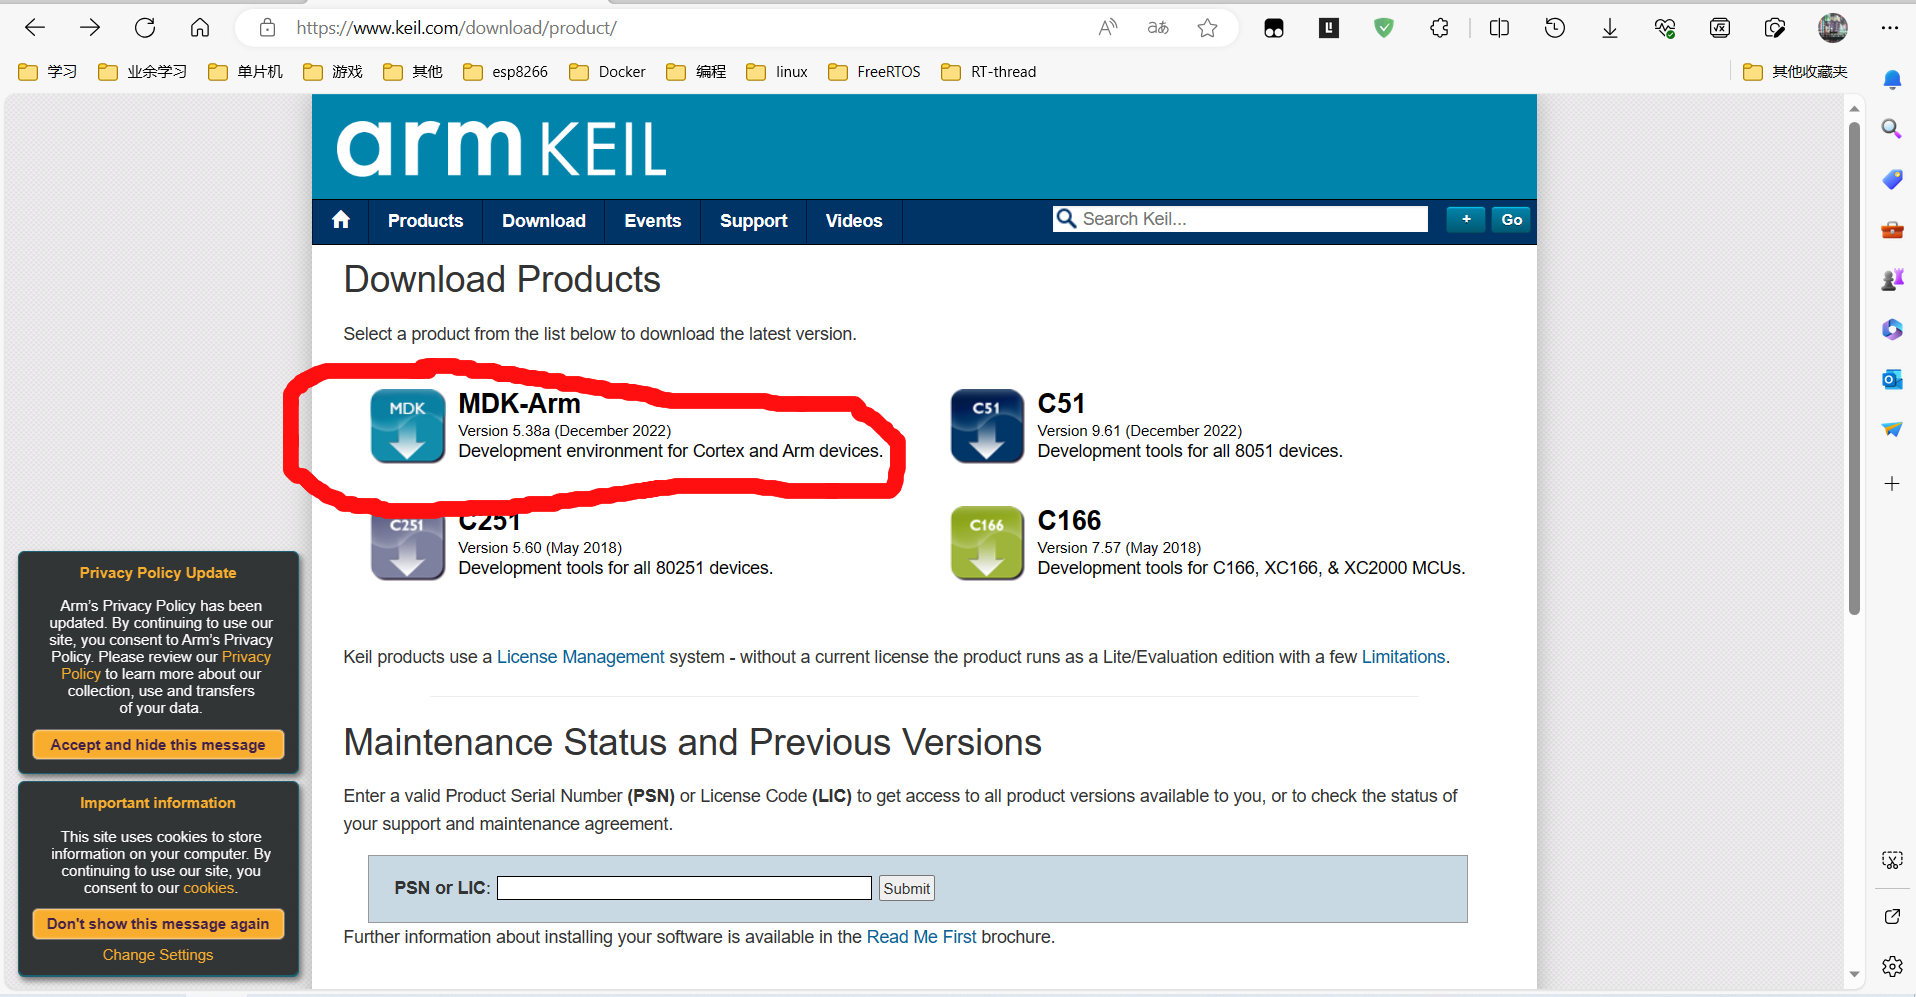 https://www.keil.com/download/product/
学习 业余学习 单片机 游戏 其他 esp8266 Docker 编程 linux FreeRTOS RT-thread 其他收藏夹
arm KEIL
Products Download Events Support Videos Search Keil... + Go
Download Products
Select a product from the list below to download the latest version.
MDK
MDK-Arm
Version 5.38a (December 2022)
Development environment for Cortex and Arm devices.
C51
C51
Version 9.61 (December 2022)
Development tools for all 8051 devices.
C251
C251
Version 5.60 (May 2018)
Development tools for all 80251 devices.
C166
C166
Version 7.57 (May 2018)
Development tools for C166, XC166, & XC2000 MCUs.
Keil products use a License Management system - without a current license the product runs as a Lite/Evaluation edition with a few Limitations.
Maintenance Status and Previous Versions
Enter a valid Product Serial Number (PSN) or License Code (LIC) to get access to all product versions available to you, or to check the status of
your support and maintenance agreement.
PSN or LIC: Submit
Further information about installing your software is available in the Read Me First brochure.
Privacy Policy Update
Arm's Privacy Policy has been
updated. By continuing to use our
site, you consent to Arm's Privacy
Policy. Please review our Privacy
Policy to learn more about our
collection, use and transfers
of your data.
Accept and hide this message
Important information
This site uses cookies to store
information on your computer. By
continuing to use our site, you
consent to our cookies.
Don't show this message again
Change Settings